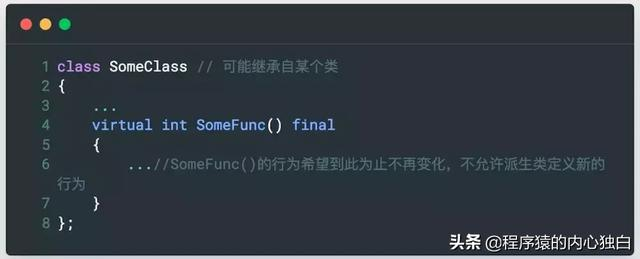 1 class SomeClass // 可能继承自某个类
2 {
3 ...
4 virtual int SomeFunc() final
5 {
6 ...//SomeFunc()的行为希望到此为止不再变化，不允许派生类定义新的
行为
7 }
8 };
头条 @程序猿的内心独白